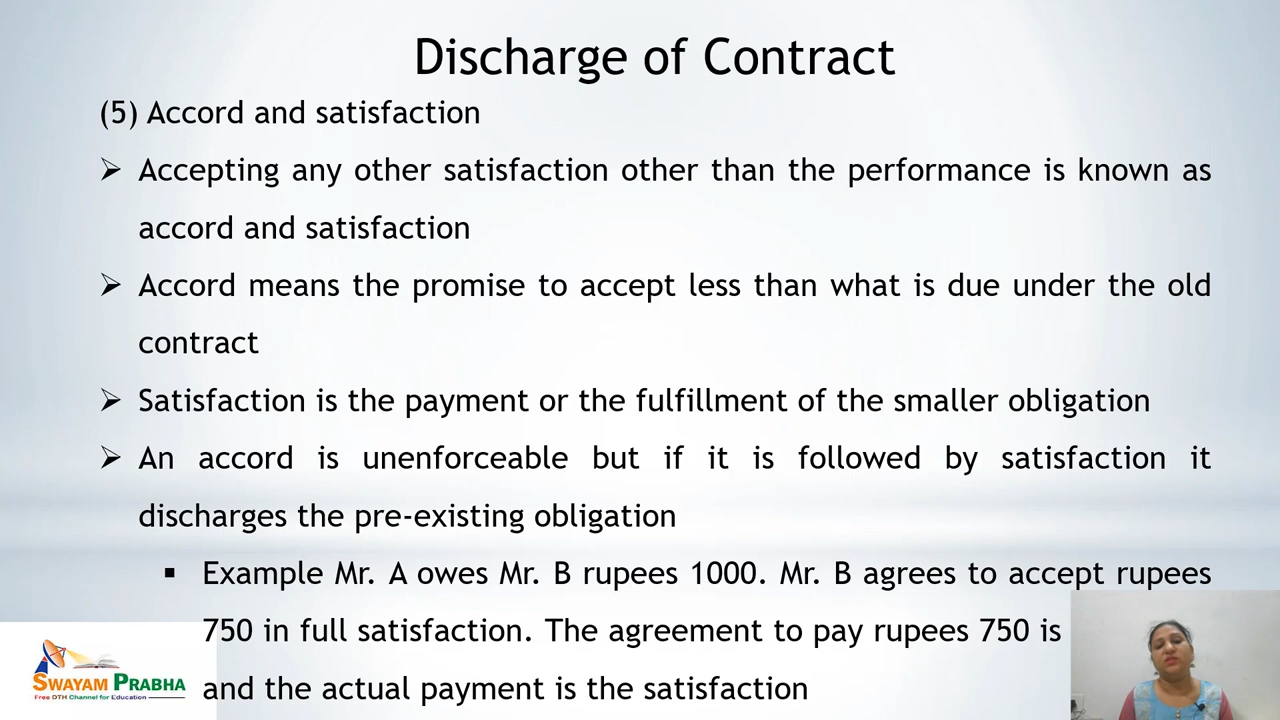 Discharge of Contract
(5) Accord and satisfaction
➢ Accepting any other satisfaction other than the performance is known as
accord and satisfaction
➢ Accord means the promise to accept less than what is due under the old
contract
➢ Satisfaction is the payment or the fulfillment of the smaller obligation
➢ An accord is unenforceable but if it is followed by satisfaction it
discharges the pre-existing obligation
▪ Example Mr. A owes Mr. B rupees 1000. Mr. B agrees to accept rupees
750 in full satisfaction. The agreement to pay rupees 750 is
and the actual payment is the satisfaction
SWAYAM PRABHA
Free DTH Channel for Education